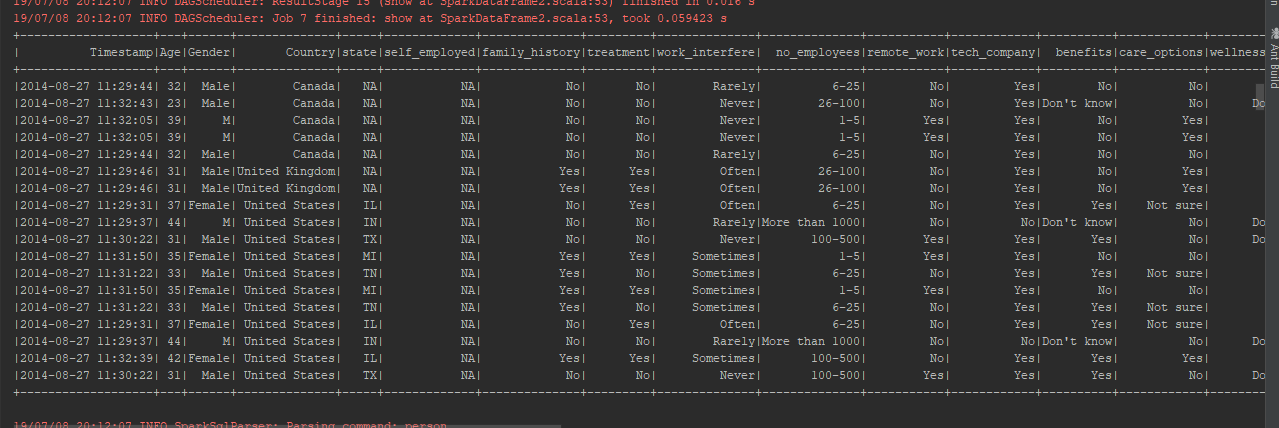 19/07/08 20:12:07 INFO DAGScheduler: ResultStage 15 (show at SparkDataFrame2.scala:53) finished in 0.016 s
19/07/08 20:12:07 INFO DAGScheduler: Job 7 finished: show at SparkDataFrame2.scala:53, took 0.059423 s
+-------------------+---+------+--------------+-----+-------------+--------------+---------+--------------+--------------+-----------+------------+----------+------------+--------
|          Timestamp|Age|Gender|       Country|state|self_employed|family_history|treatment|work_interfere|  no_employees|remote_work|tech_company|  benefits|care_options|wellness
+-------------------+---+------+--------------+-----+-------------+--------------+---------+--------------+--------------+-----------+------------+----------+------------+--------
|2014-08-27 11:29:44| 32|  Male|        Canada|   NA|           NA|            No|       No|        Rarely|          6-25|         No|         Yes|        No|          No|
|2014-08-27 11:32:43| 23|  Male|        Canada|   NA|           NA|            No|       No|         Never|        26-100|         No|         Yes|Don't know|          No|      Do
|2014-08-27 11:32:05| 39|     M|        Canada|   NA|           NA|            No|       No|         Never|           1-5|        Yes|         Yes|        No|         Yes|
|2014-08-27 11:32:05| 39|     M|        Canada|   NA|           NA|            No|       No|         Never|           1-5|        Yes|         Yes|        No|         Yes|
|2014-08-27 11:29:44| 32|  Male|        Canada|   NA|           NA|            No|       No|        Rarely|          6-25|         No|         Yes|        No|          No|
|2014-08-27 11:29:46| 31|  Male|United Kingdom|   NA|           NA|           Yes|      Yes|         Often|        26-100|         No|         Yes|        No|         Yes|
|2014-08-27 11:29:46| 31|  Male|United Kingdom|   NA|           NA|           Yes|      Yes|         Often|        26-100|         No|         Yes|        No|         Yes|
|2014-08-27 11:29:31| 37|Female| United States|   IL|           NA|            No|      Yes|         Often|          6-25|         No|         Yes|       Yes|    Not sure|
|2014-08-27 11:29:37| 44|     M| United States|   IN|           NA|            No|       No|        Rarely|More than 1000|         No|          No|Don't know|          No|      Do
|2014-08-27 11:30:22| 31|  Male| United States|   TX|           NA|            No|       No|         Never|       100-500|        Yes|         Yes|       Yes|          No|      Do
|2014-08-27 11:31:50| 35|Female| United States|   MI|           NA|           Yes|      Yes|     Sometimes|           1-5|        Yes|         Yes|        No|          No|
|2014-08-27 11:31:22| 33|  Male| United States|   TN|           NA|           Yes|       No|     Sometimes|          6-25|         No|         Yes|       Yes|    Not sure|
|2014-08-27 11:31:50| 35|Female| United States|   MI|           NA|           Yes|      Yes|     Sometimes|           1-5|        Yes|         Yes|        No|          No|
|2014-08-27 11:31:22| 33|  Male| United States|   TN|           NA|           Yes|       No|     Sometimes|          6-25|         No|         Yes|       Yes|    Not sure|
|2014-08-27 11:29:31| 37|Female| United States|   IL|           NA|            No|      Yes|         Often|          6-25|         No|         Yes|       Yes|    Not sure|
|2014-08-27 11:29:37| 44|     M| United States|   IN|           NA|            No|       No|        Rarely|More than 1000|         No|          No|Don't know|          No|      Do
|2014-08-27 11:32:39| 42|Female| United States|   IL|           NA|           Yes|      Yes|     Sometimes|       100-500|         No|         Yes|       Yes|         Yes|
|2014-08-27 11:30:22| 31|  Male| United States|   TX|           NA|            No|       No|         Never|       100-500|        Yes|         Yes|       Yes|          No|      Do
+-------------------+---+------+--------------+-----+-------------+--------------+---------+--------------+--------------+-----------+------------+----------+------------+--------
19/07/08 20:12:07 INFO SparkSqlParser: Parsing command: person
Ant Build